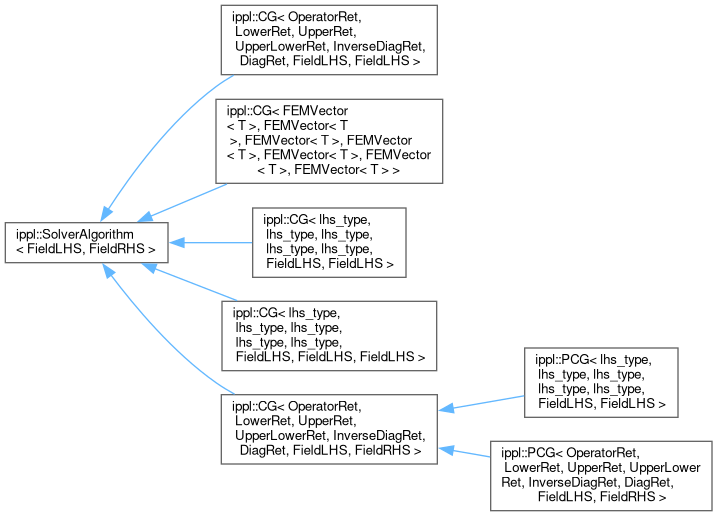 ippl::CG< OperatorRet,
LowerRet, UpperRet,
UpperLowerRet, InverseDiagRet,
DiagRet, FieldLHS, FieldLHS >
ippl::CG< FEMVector
< T >, FEMVector< T
>, FEMVector< T >, FEMVector
< T >, FEMVector< T >, FEMVector
< T >, FEMVector< T > >
ippl::SolverAlgorithm
< FieldLHS, FieldRHS >
ippl::CG< lhs_type,
lhs_type, lhs_type,
lhs_type, lhs_type,
FieldLHS, FieldLHS >
ippl::CG< lhs_type,
lhs_type, lhs_type,
lhs_type, lhs_type,
FieldLHS, FieldLHS, FieldLHS >
ippl::CG< OperatorRet,
LowerRet, UpperRet,
UpperLowerRet, InverseDiagRet,
DiagRet, FieldLHS, FieldRHS >
ippl::PCG< lhs_type,
lhs_type, lhs_type,
lhs_type, lhs_type,
FieldLHS, FieldLHS >
ippl::PCG< OperatorRet,
LowerRet, UpperRet, UpperLower
Ret, InverseDiagRet, DiagRet,
FieldLHS, FieldRHS >